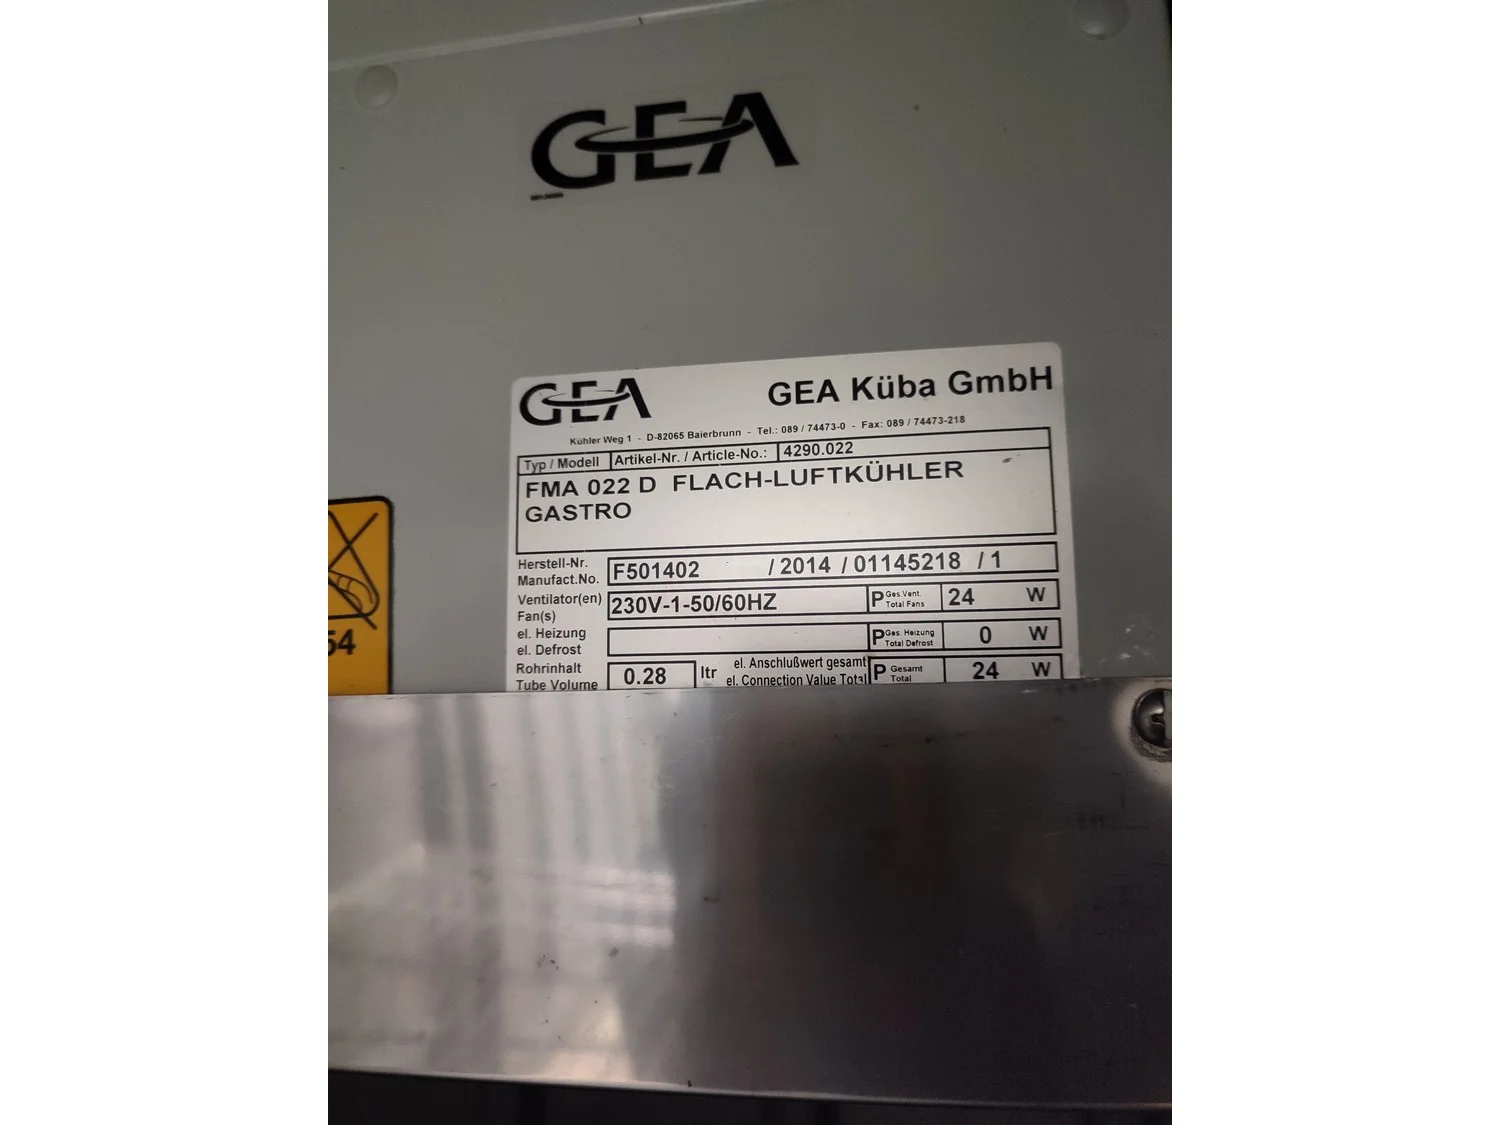 GEA
GEA
GEA Küba GmbH
Kühler Weg 1 - D-82065 Baierbrunn - Tel.: 089 / 74473-0 - Fax: 089 / 74473-218
Typ / Modell Artikel-Nr. / Article-No.: 4290.022
FMA 022 D FLACH-LUFTKÜHLER
GASTRO
Herstell-Nr.
Manufact.No. F501402 / 2014 / 01145218 / 1
Ventilator(en)
Fan(s) 230V-1-50/60HZ P Ges.Vent. Total Fans 24 W
el. Heizung
el. Defrost P Ges. Heizung Total Defrost 0 W
Rohrinhalt
Tube Volume 0.28 ltr el. Anschlußwert gesamt
el. Connection Value Total P Gesamt Total 24 W
54